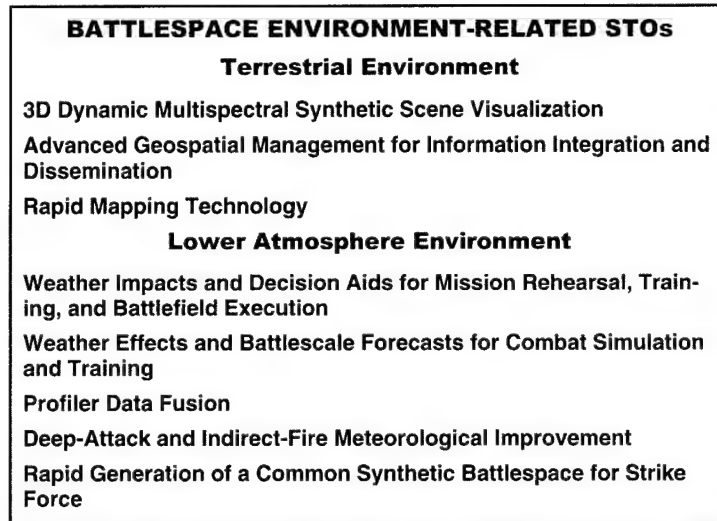 BATTLESPACE ENVIRONMENT-RELATED STOs
Terrestrial Environment
3D Dynamic Multispectral Synthetic Scene Visualization
Advanced Geospatial Management for Information Integration and
Dissemination
Rapid Mapping Technology
Lower Atmosphere Environment
Weather Impacts and Decision Aids for Mission Rehearsal, Train-
ing, and Battlefield Execution
Weather Effects and Battlescale Forecasts for Combat Simulation
and Training
Profiler Data Fusion
Deep-Attack and Indirect-Fire Meteorological Improvement
Rapid Generation of a Common Synthetic Battlespace for Strike
Force